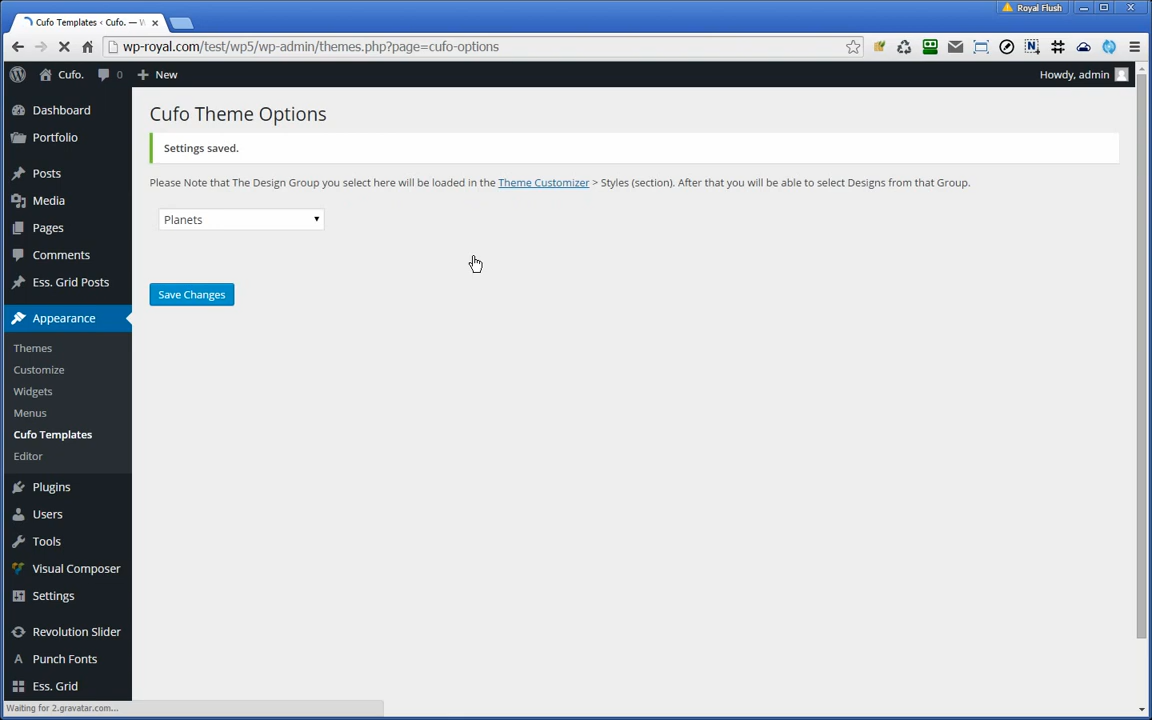 Royal Flush
Cufo Templates ‹ Cufo. — W
wp-royal.com/test/wp5/wp-admin/themes.php?page=cufo-options
Cufo.
0
New
Howdy, admin
Dashboard
Portfolio
Posts
Media
Pages
Comments
Ess. Grid Posts
Appearance
Themes
Customize
Widgets
Menus
Cufo Templates
Editor
Plugins
Users
Tools
Visual Composer
Settings
Revolution Slider
A Punch Fonts
Ess. Grid
Cufo Theme Options
Settings saved.
Please Note that The Design Group you select here will be loaded in the Theme Customizer > Styles (section). After that you will be able to select Designs from that Group.
Planets
Save Changes
Waiting for 2.gravatar.com...